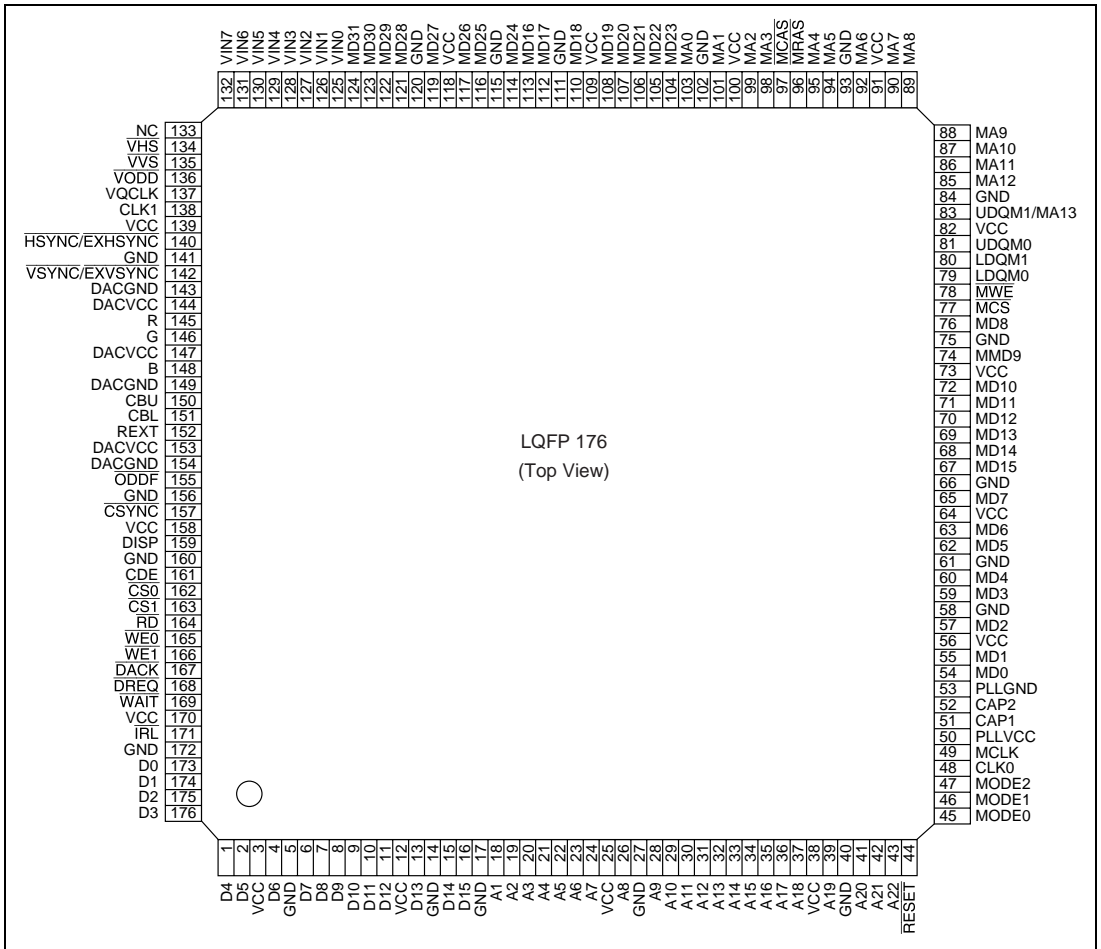 VIN7 VIN6 VIN5 VIN4 VIN3 VIN2 VIN1 VIN0 MD31 MD30 MD29 MD28 GND MD27 VCC MD26 MD25 GND MD24 MD16 MD17 GND MD18 VCC MD19 MD20 MD21 MD22 MD23 MA0 GND MA1 VCC MA2 MA3 MCAS MRAS MA4 MA5 GND MA6 VCC MA7 MA8
132 131 130 129 128 127 126 125 124 123 122 121 120 119 118 117 116 115 114 113 112 111 110 109 108 107 106 105 104 103 102 101 100 99 98 97 96 95 94 93 92 91 90 89
NC 133
VHS 134
VVS 135
VODD 136
VQCLK 137
CLK1 138
VCC 139
HSYNC/EXHSYNC 140
GND 141
VSYNC/EXVSYNC 142
DACGND 143
DACVCC 144
R 145
G 146
DACVCC 147
B 148
DACGND 149
CBU 150
CBL 151
REXT 152
DACVCC 153
DACGND 154
ODDF 155
GND 156
CSYNC 157
VCC 158
DISP 159
GND 160
CDE 161
CS0 162
CS1 163
RD 164
WE0 165
WE1 166
DACK 167
DREQ 168
WAIT 169
VCC 170
IRL 171
GND 172
D0 173
D1 174
D2 175
D3 176
LQFP 176
(Top View)
88 MA9
87 MA10
86 MA11
85 MA12
84 GND
83 UDQM1/MA13
82 VCC
81 UDQM0
80 LDQM1
79 LDQM0
78 MWE
77 MCS
76 MD8
75 GND
74 MMD9
73 VCC
72 MD10
71 MD11
70 MD12
69 MD13
68 MD14
67 MD15
66 GND
65 MD7
64 VCC
63 MD6
62 MD5
61 GND
60 MD4
59 MD3
58 GND
57 MD2
56 VCC
55 MD1
54 MD0
53 PLLGND
52 CAP2
51 CAP1
50 PLLVCC
49 MCLK
48 CLK0
47 MODE2
46 MODE1
45 MODE0
1 2 3 4 5 6 7 8 9 10 11 12 13 14 15 16 17 18 19 20 21 22 23 24 25 26 27 28 29 30 31 32 33 34 35 36 37 38 39 40 41 42 43 44
D4 D5 VCC D6 GND D7 D8 D9 D10 D11 D12 VCC D13 GND D14 D15 GND A1 A2 A3 A4 A5 A6 A7 VCC A8 GND A9 A10 A11 A12 A13 A14 A15 A16 A17 A18 VCC A19 GND A20 A21 A22 RESET